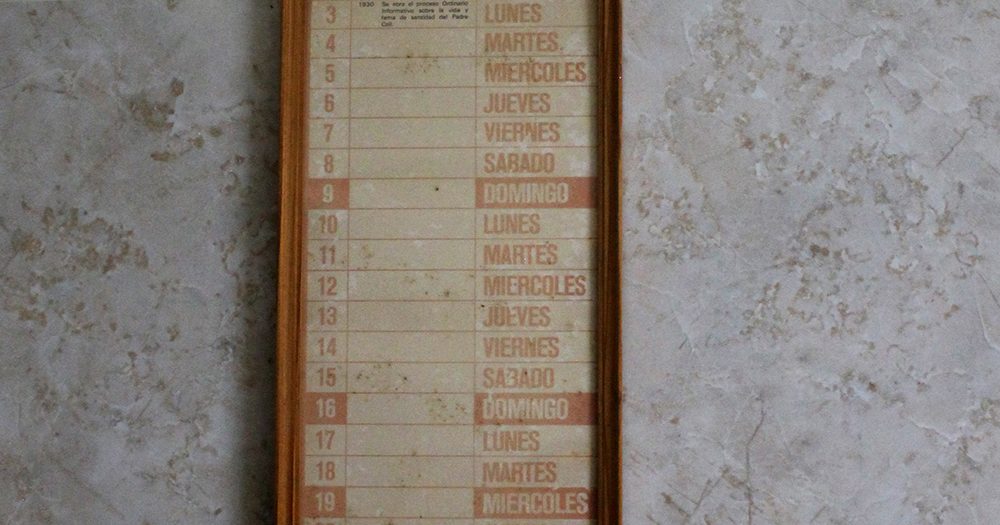 3 1930 Se abre el proceso Ordinario LUNES
Informativo sobre la vida y
fama de santidad del Padre
Coll.
4 MARTES
5 MIERCOLES
6 JUEVES
7 VIERNES
8 SABADO
9 DOMINGO
10 LUNES
11 MARTES
12 MIERCOLES
13 JUEVES
14 VIERNES
15 SABADO
16 DOMINGO
17 LUNES
18 MARTES
19 MIERCOLES